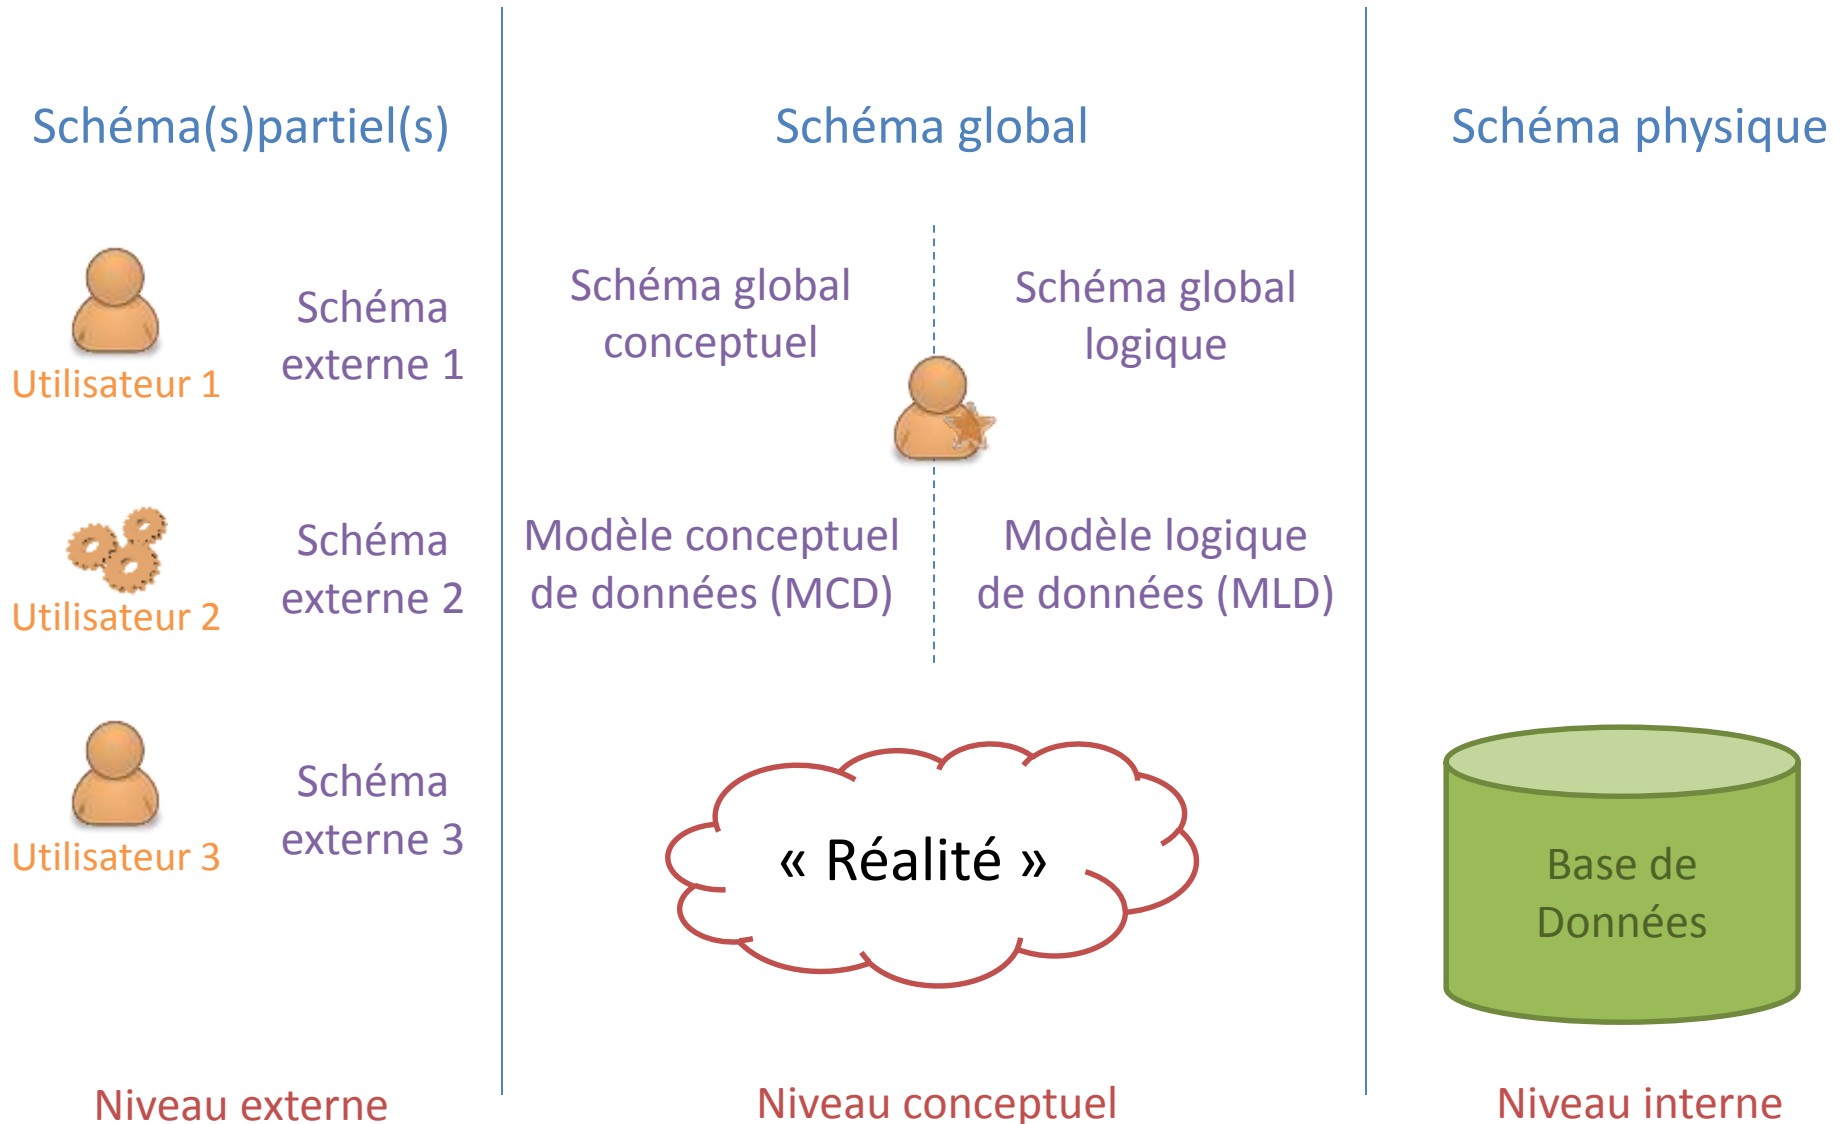 Schéma(s)partiel(s)
Schéma global
Schéma physique
Utilisateur 1
Schéma
externe 1
Utilisateur 2
Schéma
externe 2
Utilisateur 3
Schéma
externe 3
Schéma global
conceptuel
Schéma global
logique
Modèle conceptuel
de données (MCD)
Modèle logique
de données (MLD)
« Réalité »
Base de
Données
Niveau externe
Niveau conceptuel
Niveau interne